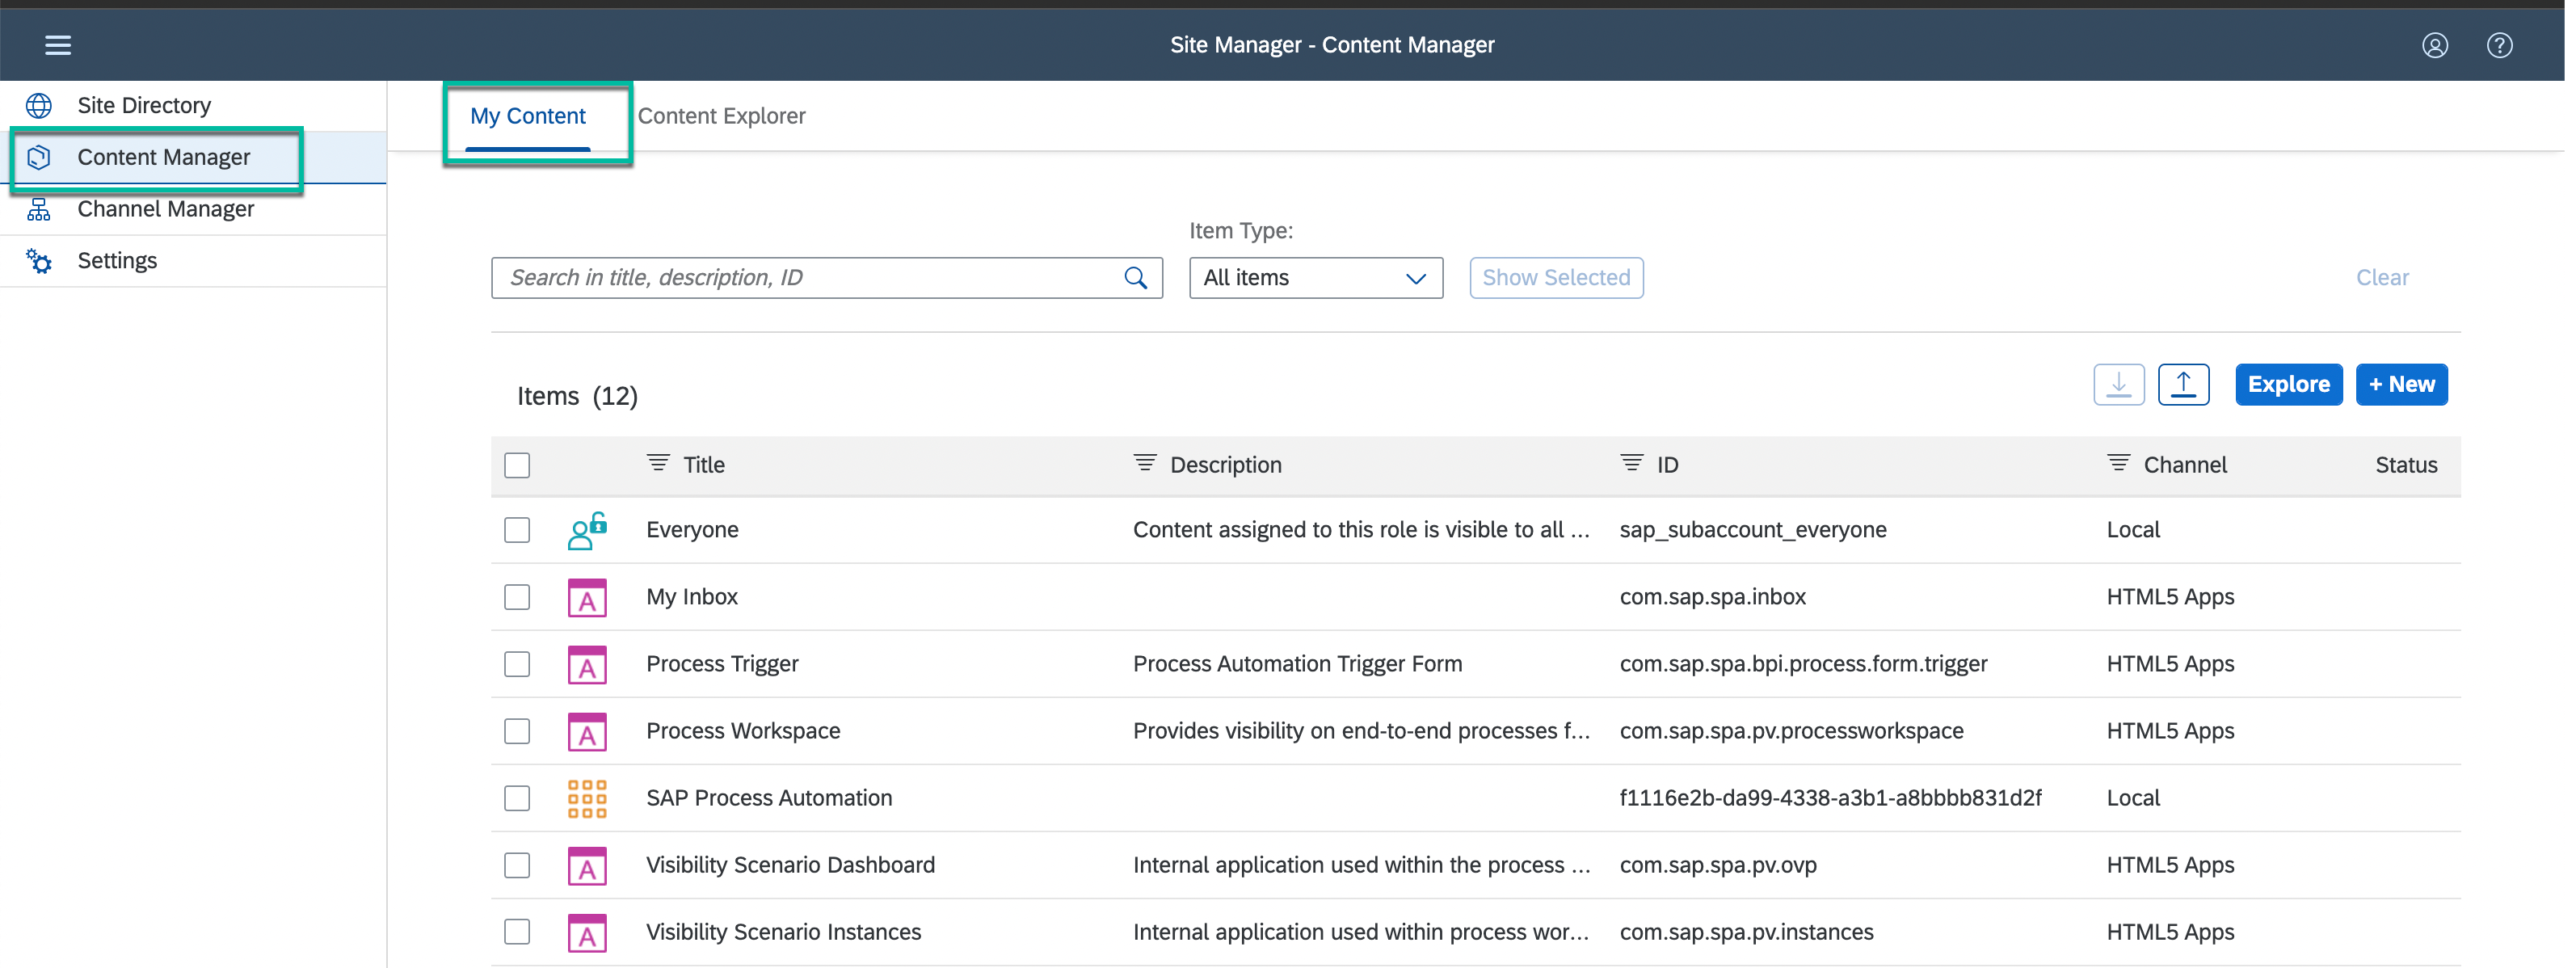 Site Manager - Content Manager
Site Directory
Content Manager
Channel Manager
Settings
My Content Content Explorer
Item Type:
Search in title, description, ID All items Show Selected Clear
Items (12) Explore + New
Title Description ID Channel Status
Everyone Content assigned to this role is visible to all ... sap_subaccount_everyone Local
My Inbox com.sap.spa.inbox HTML5 Apps
Process Trigger Process Automation Trigger Form com.sap.spa.bpi.process.form.trigger HTML5 Apps
Process Workspace Provides visibility on end-to-end processes f... com.sap.spa.pv.processworkspace HTML5 Apps
SAP Process Automation f1116e2b-da99-4338-a3b1-a8bbbb831d2f Local
Visibility Scenario Dashboard Internal application used within the process ... com.sap.spa.pv.ovp HTML5 Apps
Visibility Scenario Instances Internal application used within process wor... com.sap.spa.pv.instances HTML5 Apps